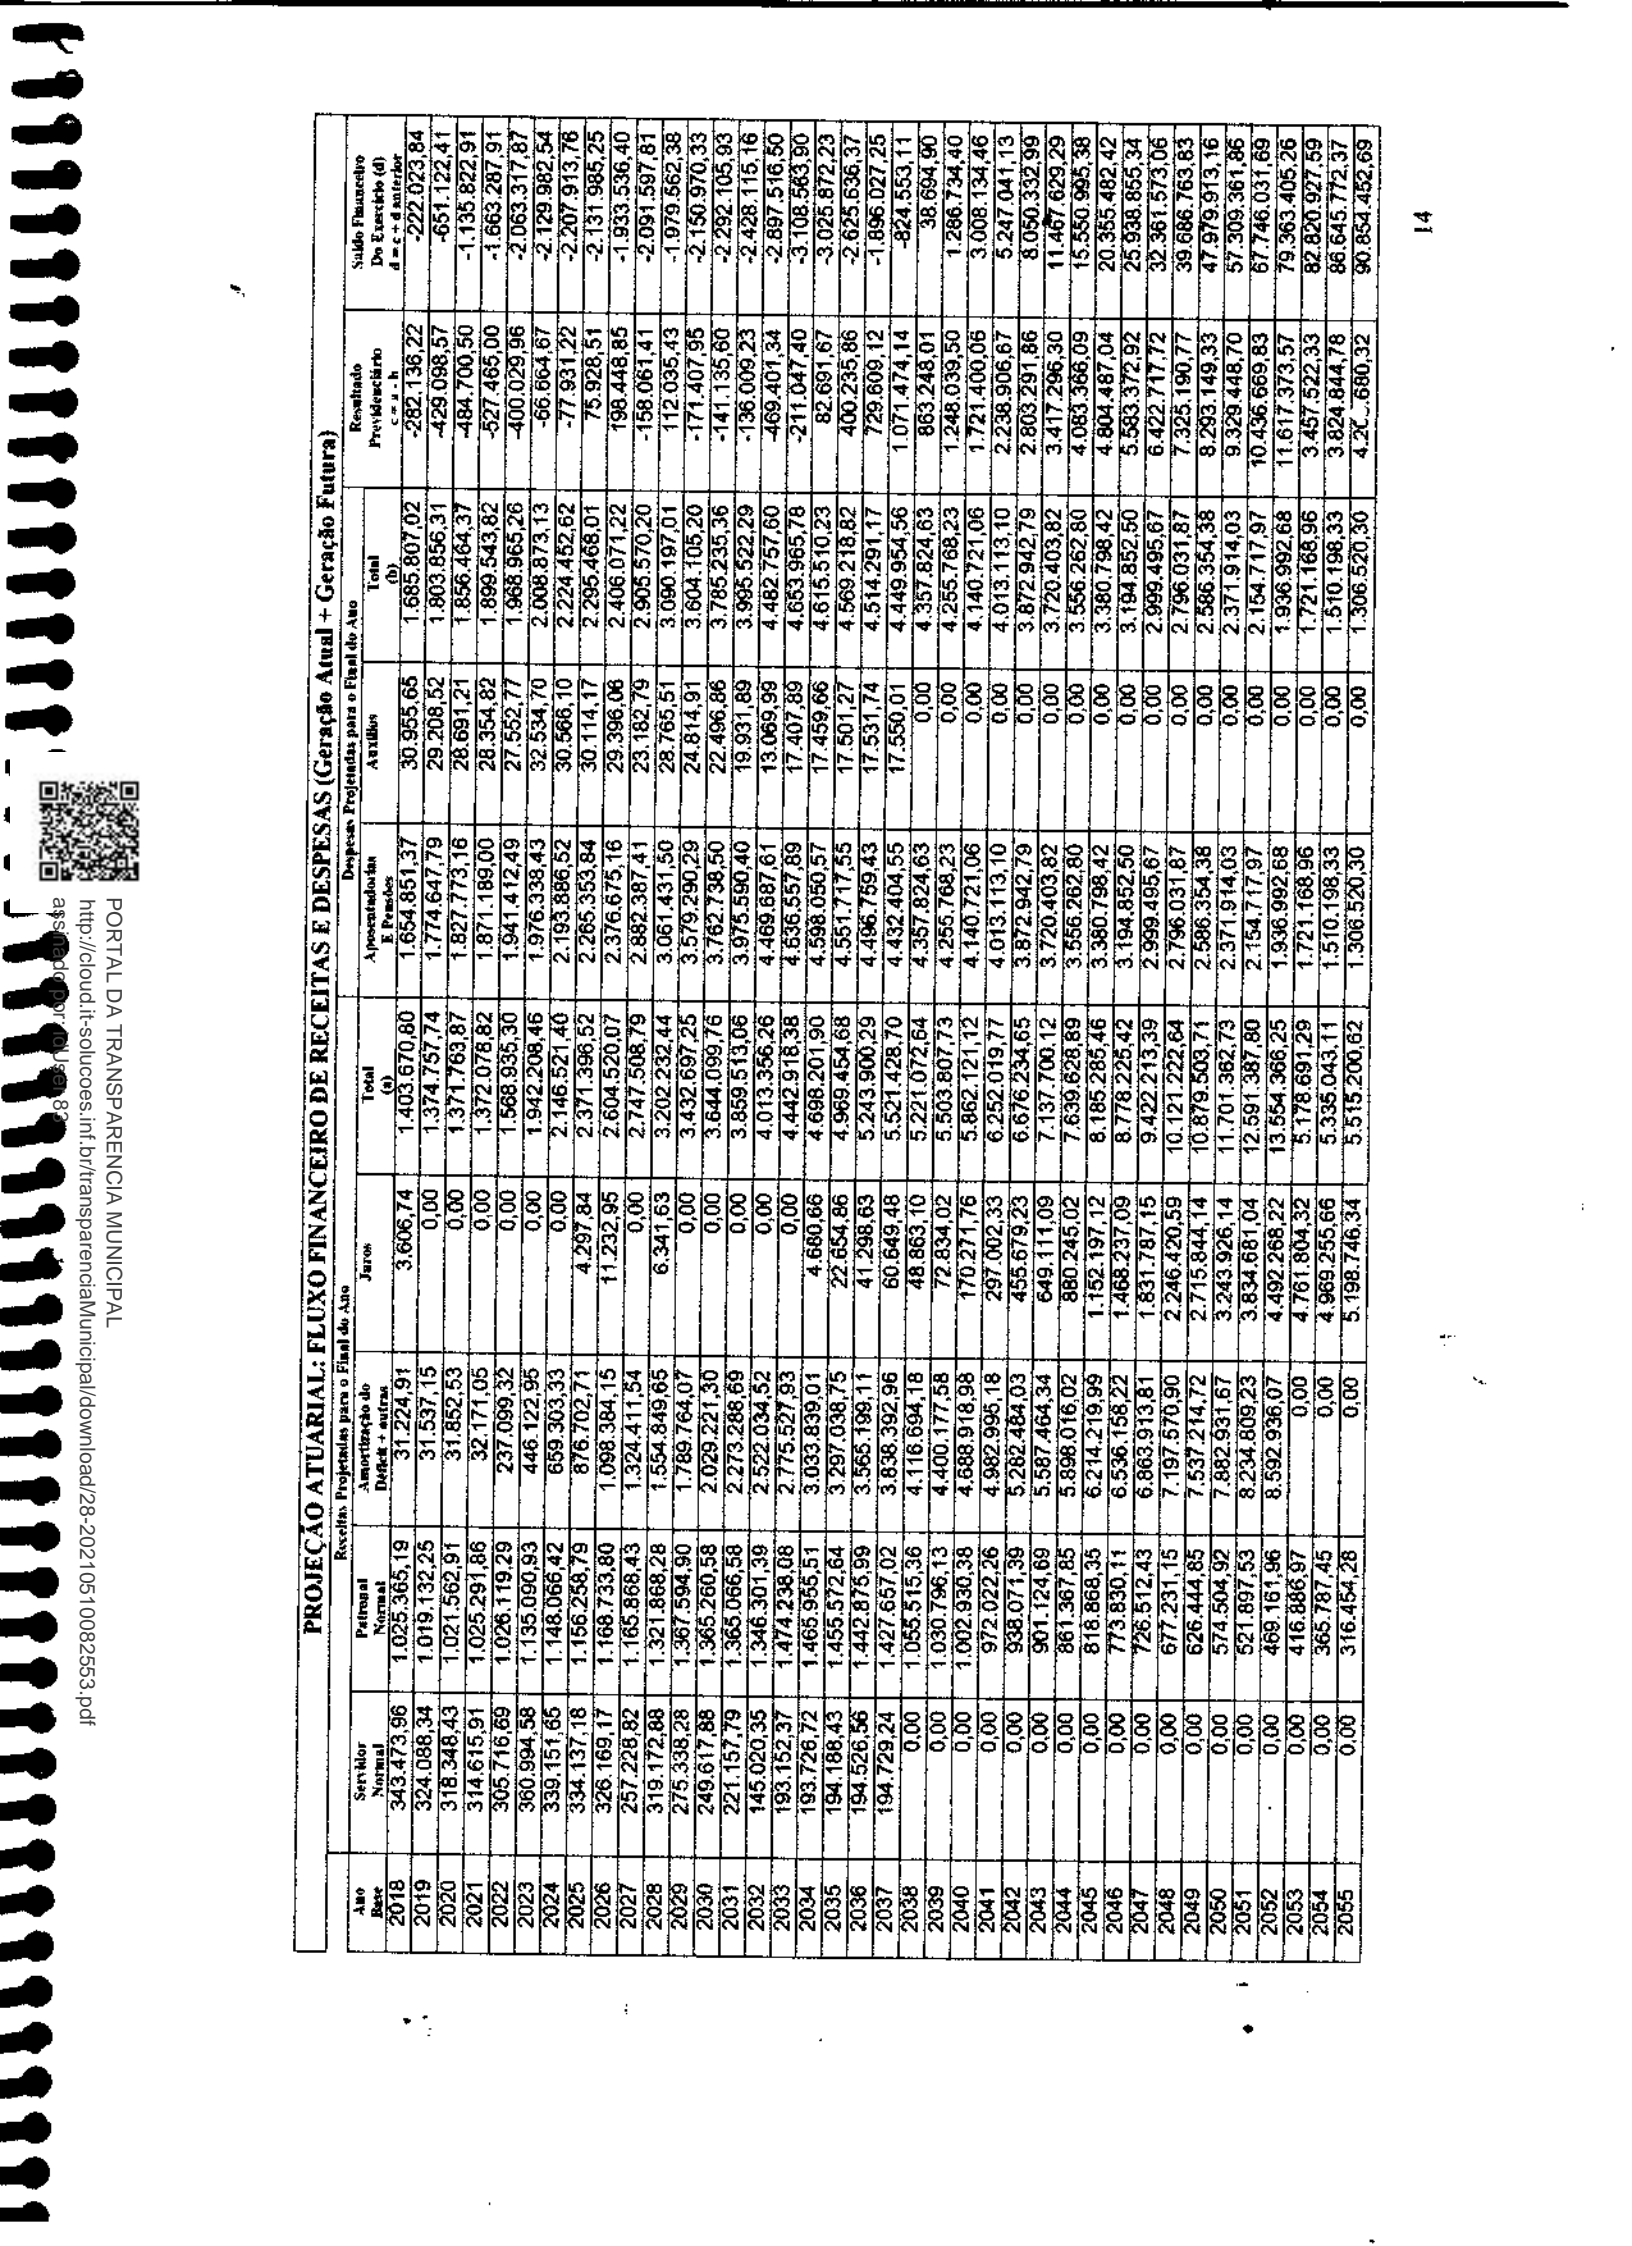 PROJEÇÃO ATUARIAL: FLUXO FINANCEIRO DE RECEITAS E DESPESAS (Geração Atual + Geração Futura)
Receitas Projetadas para o Final do Ano Despesas Projetadas para o Final do Ano
Ano Base Servidor Normal Patronal Normal Amortização do Déficit + outras Juros Total (a) Aposentadorias E Pensões Auxílios Total (b) Resultado Previdenciário c = a - b Saldo Financeiro Do Exercício (d) d = c + d anterior
2018 343.473,96 1.025.365,19 31.224,91 3.606,74 1.403.670,80 1.654.851,37 30.955,65 1.685.807,02 -282.136,22 -222.023,84
2019 324.088,34 1.019.132,25 31.537,15 0,00 1.374.757,74 1.774.647,79 29.208,52 1.803.856,31 -429.098,57 -651.122,41
2020 318.348,43 1.021.562,91 31.852,53 0,00 1.371.763,87 1.827.773,16 28.691,21 1.856.464,37 -484.700,50 -1.135.822,91
2021 314.615,91 1.025.291,86 32.171,05 0,00 1.372.078,82 1.871.189,00 28.354,82 1.899.543,82 -527.465,00 -1.663.287,91
2022 305.716,69 1.026.119,29 237.099,32 0,00 1.568.935,30 1.941.412,49 27.552,77 1.968.965,26 -400.029,96 -2.063.317,87
2023 360.994,58 1.135.090,93 446.122,95 0,00 1.942.208,46 1.976.338,43 32.534,70 2.008.873,13 -66.664,67 -2.129.982,54
2024 339.151,65 1.148.066,42 659.303,33 0,00 2.146.521,40 2.193.886,52 30.566,10 2.224.452,62 -77.931,22 -2.207.913,76
2025 334.137,18 1.156.258,79 876.702,71 4.297,84 2.371.396,52 2.265.353,84 30.114,17 2.295.468,01 75.928,51 -2.131.985,25
2026 326.169,17 1.168.733,80 1.098.384,15 11.232,95 2.604.520,07 2.376.675,16 29.396,06 2.406.071,22 198.448,85 -1.933.536,40
2027 257.228,82 1.165.868,43 1.324.411,54 0,00 2.747.508,79 2.882.387,41 23.182,79 2.905.570,20 -158.061,41 -2.091.597,81
2028 319.172,88 1.321.868,28 1.554.849,65 6.341,63 3.202.232,44 3.061.431,50 28.765,51 3.090.197,01 112.035,43 -1.979.562,38
2029 275.338,28 1.367.594,90 1.789.764,07 0,00 3.432.697,25 3.579.290,29 24.814,91 3.604.105,20 -171.407,95 -2.150.970,33
2030 249.617,88 1.365.260,58 2.029.221,30 0,00 3.644.099,76 3.762.738,50 22.496,86 3.785.235,36 -141.135,60 -2.292.105,93
2031 221.157,79 1.365.066,58 2.273.288,69 0,00 3.859.513,06 3.975.590,40 19.931,89 3.995.522,29 -136.009,23 -2.428.115,16
2032 145.020,35 1.346.301,39 2.522.034,52 0,00 4.013.356,26 4.469.687,61 13.069,99 4.482.757,60 -469.401,34 -2.897.516,50
2033 193.152,37 1.474.238,08 2.775.527,93 0,00 4.442.918,38 4.636.557,89 17.407,89 4.653.965,78 -211.047,40 -3.108.563,90
2034 193.726,72 1.465.955,51 3.033.839,01 4.680,66 4.698.201,90 4.598.050,57 17.459,66 4.615.510,23 82.691,67 -3.025.872,23
2035 194.188,43 1.455.572,64 3.297.038,75 22.654,86 4.969.454,68 4.551.717,55 17.501,27 4.569.218,82 400.235,86 -2.625.636,37
2036 194.526,56 1.442.875,99 3.565.199,11 41.298,63 5.243.900,29 4.496.759,43 17.531,74 4.514.291,17 729.609,12 -1.896.027,25
2037 194.729,24 1.427.657,02 3.838.392,96 60.649,48 5.521.428,70 4.432.404,55 17.550,01 4.449.954,56 1.071.474,14 -824.553,11
2038 0,00 1.055.515,36 4.116.694,18 48.863,10 5.221.072,64 4.357.824,63 0,00 4.357.824,63 863.248,01 38.694,90
2039 0,00 1.030.796,13 4.400.177,58 72.834,02 5.503.807,73 4.255.768,23 0,00 4.255.768,23 1.248.039,50 1.286.734,40
2040 0,00 1.002.930,38 4.688.918,98 170.271,76 5.862.121,12 4.140.721,06 0,00 4.140.721,06 1.721.400,06 3.008.134,46
2041 0,00 972.022,26 4.982.995,18 297.002,33 6.252.019,77 4.013.113,10 0,00 4.013.113,10 2.238.906,67 5.247.041,13
2042 0,00 938.071,39 5.282.484,03 455.679,23 6.676.234,65 3.872.942,79 0,00 3.872.942,79 2.803.291,86 8.050.332,99
2043 0,00 901.124,69 5.587.464,34 649.111,09 7.137.700,12 3.720.403,82 0,00 3.720.403,82 3.417.296,30 11.467.629,29
2044 0,00 861.367,85 5.898.016,02 880.245,02 7.639.628,89 3.556.262,80 0,00 3.556.262,80 4.083.366,09 15.550.995,38
2045 0,00 818.868,35 6.214.219,99 1.152.197,12 8.185.285,46 3.380.798,42 0,00 3.380.798,42 4.804.487,04 20.355.482,42
2046 0,00 773.830,11 6.536.158,22 1.468.237,09 8.778.225,42 3.194.852,50 0,00 3.194.852,50 5.583.372,92 25.938.855,34
2047 0,00 726.512,43 6.863.913,81 1.831.787,15 9.422.213,39 2.999.495,67 0,00 2.999.495,67 6.422.717,72 32.361.573,06
2048 0,00 677.231,15 7.197.570,90 2.246.420,59 10.121.222,64 2.796.031,87 0,00 2.796.031,87 7.325.190,77 39.686.763,83
2049 0,00 626.444,85 7.537.214,72 2.715.844,14 10.879.503,71 2.586.354,38 0,00 2.586.354,38 8.293.149,33 47.979.913,16
2050 0,00 574.504,92 7.882.931,67 3.243.926,14 11.701.362,73 2.371.914,03 0,00 2.371.914,03 9.329.448,70 57.309.361,86
2051 0,00 521.897,53 8.234.809,23 3.834.681,04 12.591.387,80 2.154.717,97 0,00 2.154.717,97 10.436.669,83 67.746.031,69
2052 0,00 469.161,96 8.592.936,07 4.492.268,22 13.554.366,25 1.936.992,68 0,00 1.936.992,68 11.617.373,57 79.363.405,26
2053 0,00 416.886,97 0,00 4.761.804,32 5.178.691,29 1.721.168,96 0,00 1.721.168,96 3.457.522,33 82.820.927,59
2054 0,00 365.787,45 0,00 4.969.255,66 5.335.043,11 1.510.198,33 0,00 1.510.198,33 3.824.844,78 86.645.772,37
2055 0,00 316.454,28 0,00 5.198.746,34 5.515.200,62 1.306.520,30 0,00 1.306.520,30 90.854.452,69
14
PORTAL DA TRANSPARENCIA MUNICIPAL
http://cloud.it-solucoes.inf.br/transparenciaMunicipal/download/28-20210510082553.pdf
assinado por: idUser 83